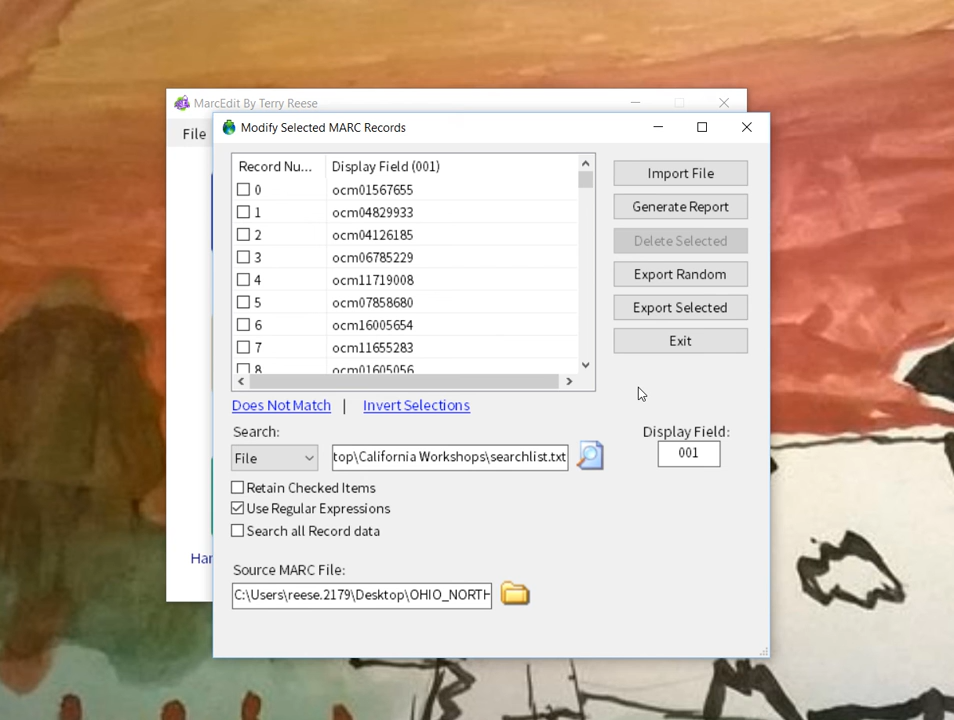 MarcEdit By Terry Reese
File
Modify Selected MARC Records
Record Nu... Display Field (001)
0 ocm01567655
1 ocm04829933
2 ocm04126185
3 ocm06785229
4 ocm11719008
5 ocm07858680
6 ocm16005654
7 ocm11655283
8 ocm01605056
Import File
Generate Report
Delete Selected
Export Random
Export Selected
Exit
Does Not Match | Invert Selections
Search:
File
top\California Workshops\searchlist.txt
Display Field:
001
Retain Checked Items
Use Regular Expressions
Search all Record data
Har
Source MARC File:
C:\Users\reese.2179\Desktop\OHIO_NORTH